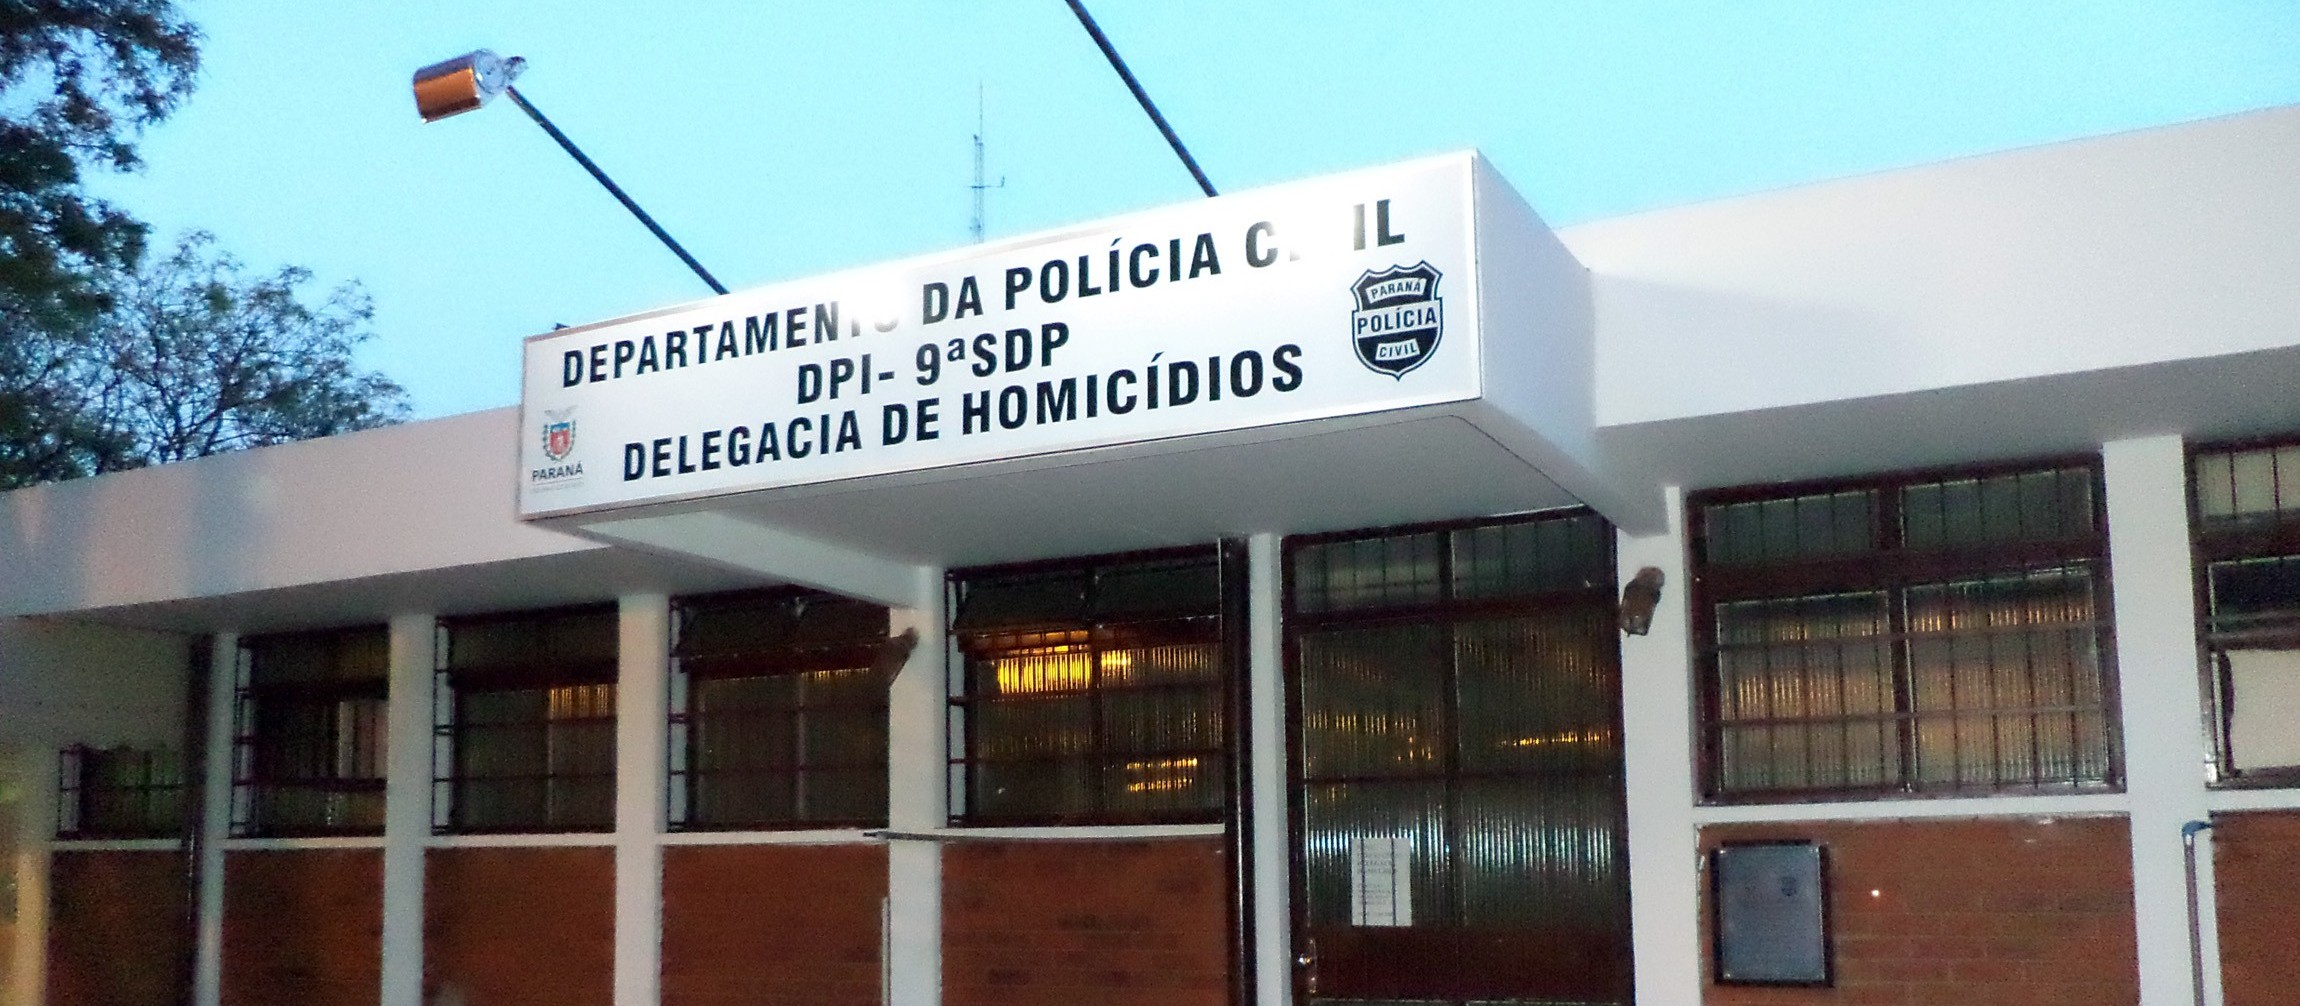 DEPARTAMENTO DA POLÍCIA CIVIL
DPI- 9ªSDP
DELEGACIA DE HOMICÍDIOS
PARANÁ
PARANÁ
POLÍCIA
CIVIL